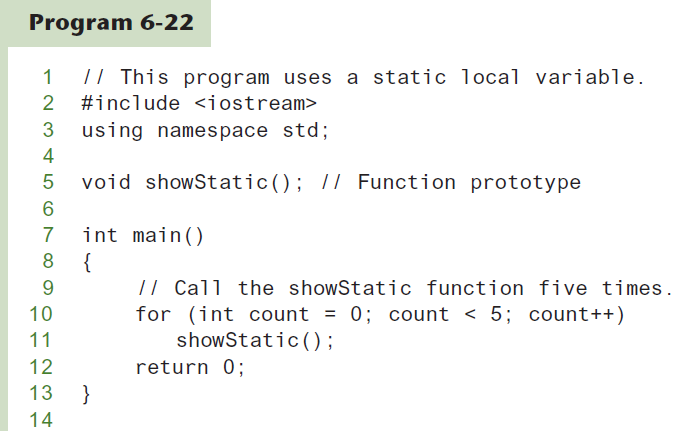 Program 6-22
1 // This program uses a static local variable.
2 #include <iostream>
3 using namespace std;
4
5 void showStatic(); // Function prototype
6
7 int main()
8 {
9 // Call the showStatic function five times.
10 for (int count = 0; count < 5; count++)
11 showStatic();
12 return 0;
13 }
14